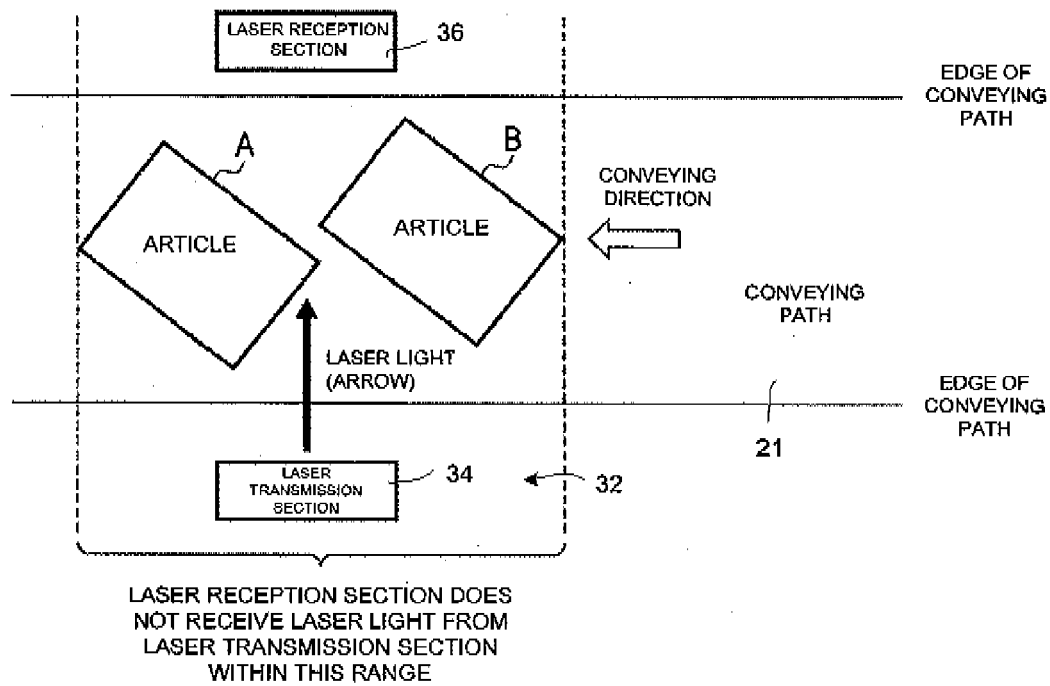 LASER RECEPTION
SECTION
36
EDGE OF
CONVEYING
PATH
A
B
CONVEYING
DIRECTION
ARTICLE
ARTICLE
CONVEYING
PATH
LASER LIGHT
(ARROW)
EDGE OF
CONVEYING
PATH
21
LASER
TRANSMISSION
SECTION
34
32
LASER RECEPTION SECTION DOES
NOT RECEIVE LASER LIGHT FROM
LASER TRANSMISSION SECTION
WITHIN THIS RANGE